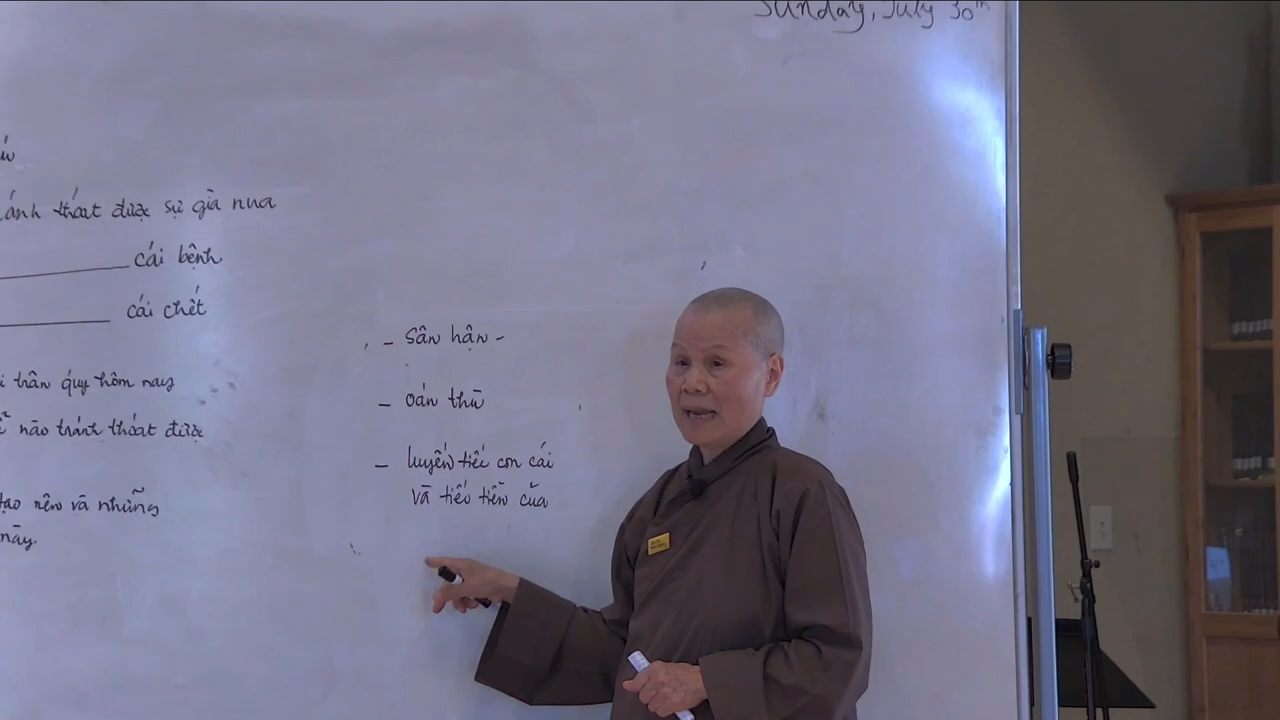 Sunday, July 30th
ánh thoát được sự già nua
cái bệnh
cái chết
trân quý hôm nay
nào tránh thoát được
tạo nên và những
này.
- Sân hận -
- oán thù
- luyến tiếc con cái
và tiếc tiền của